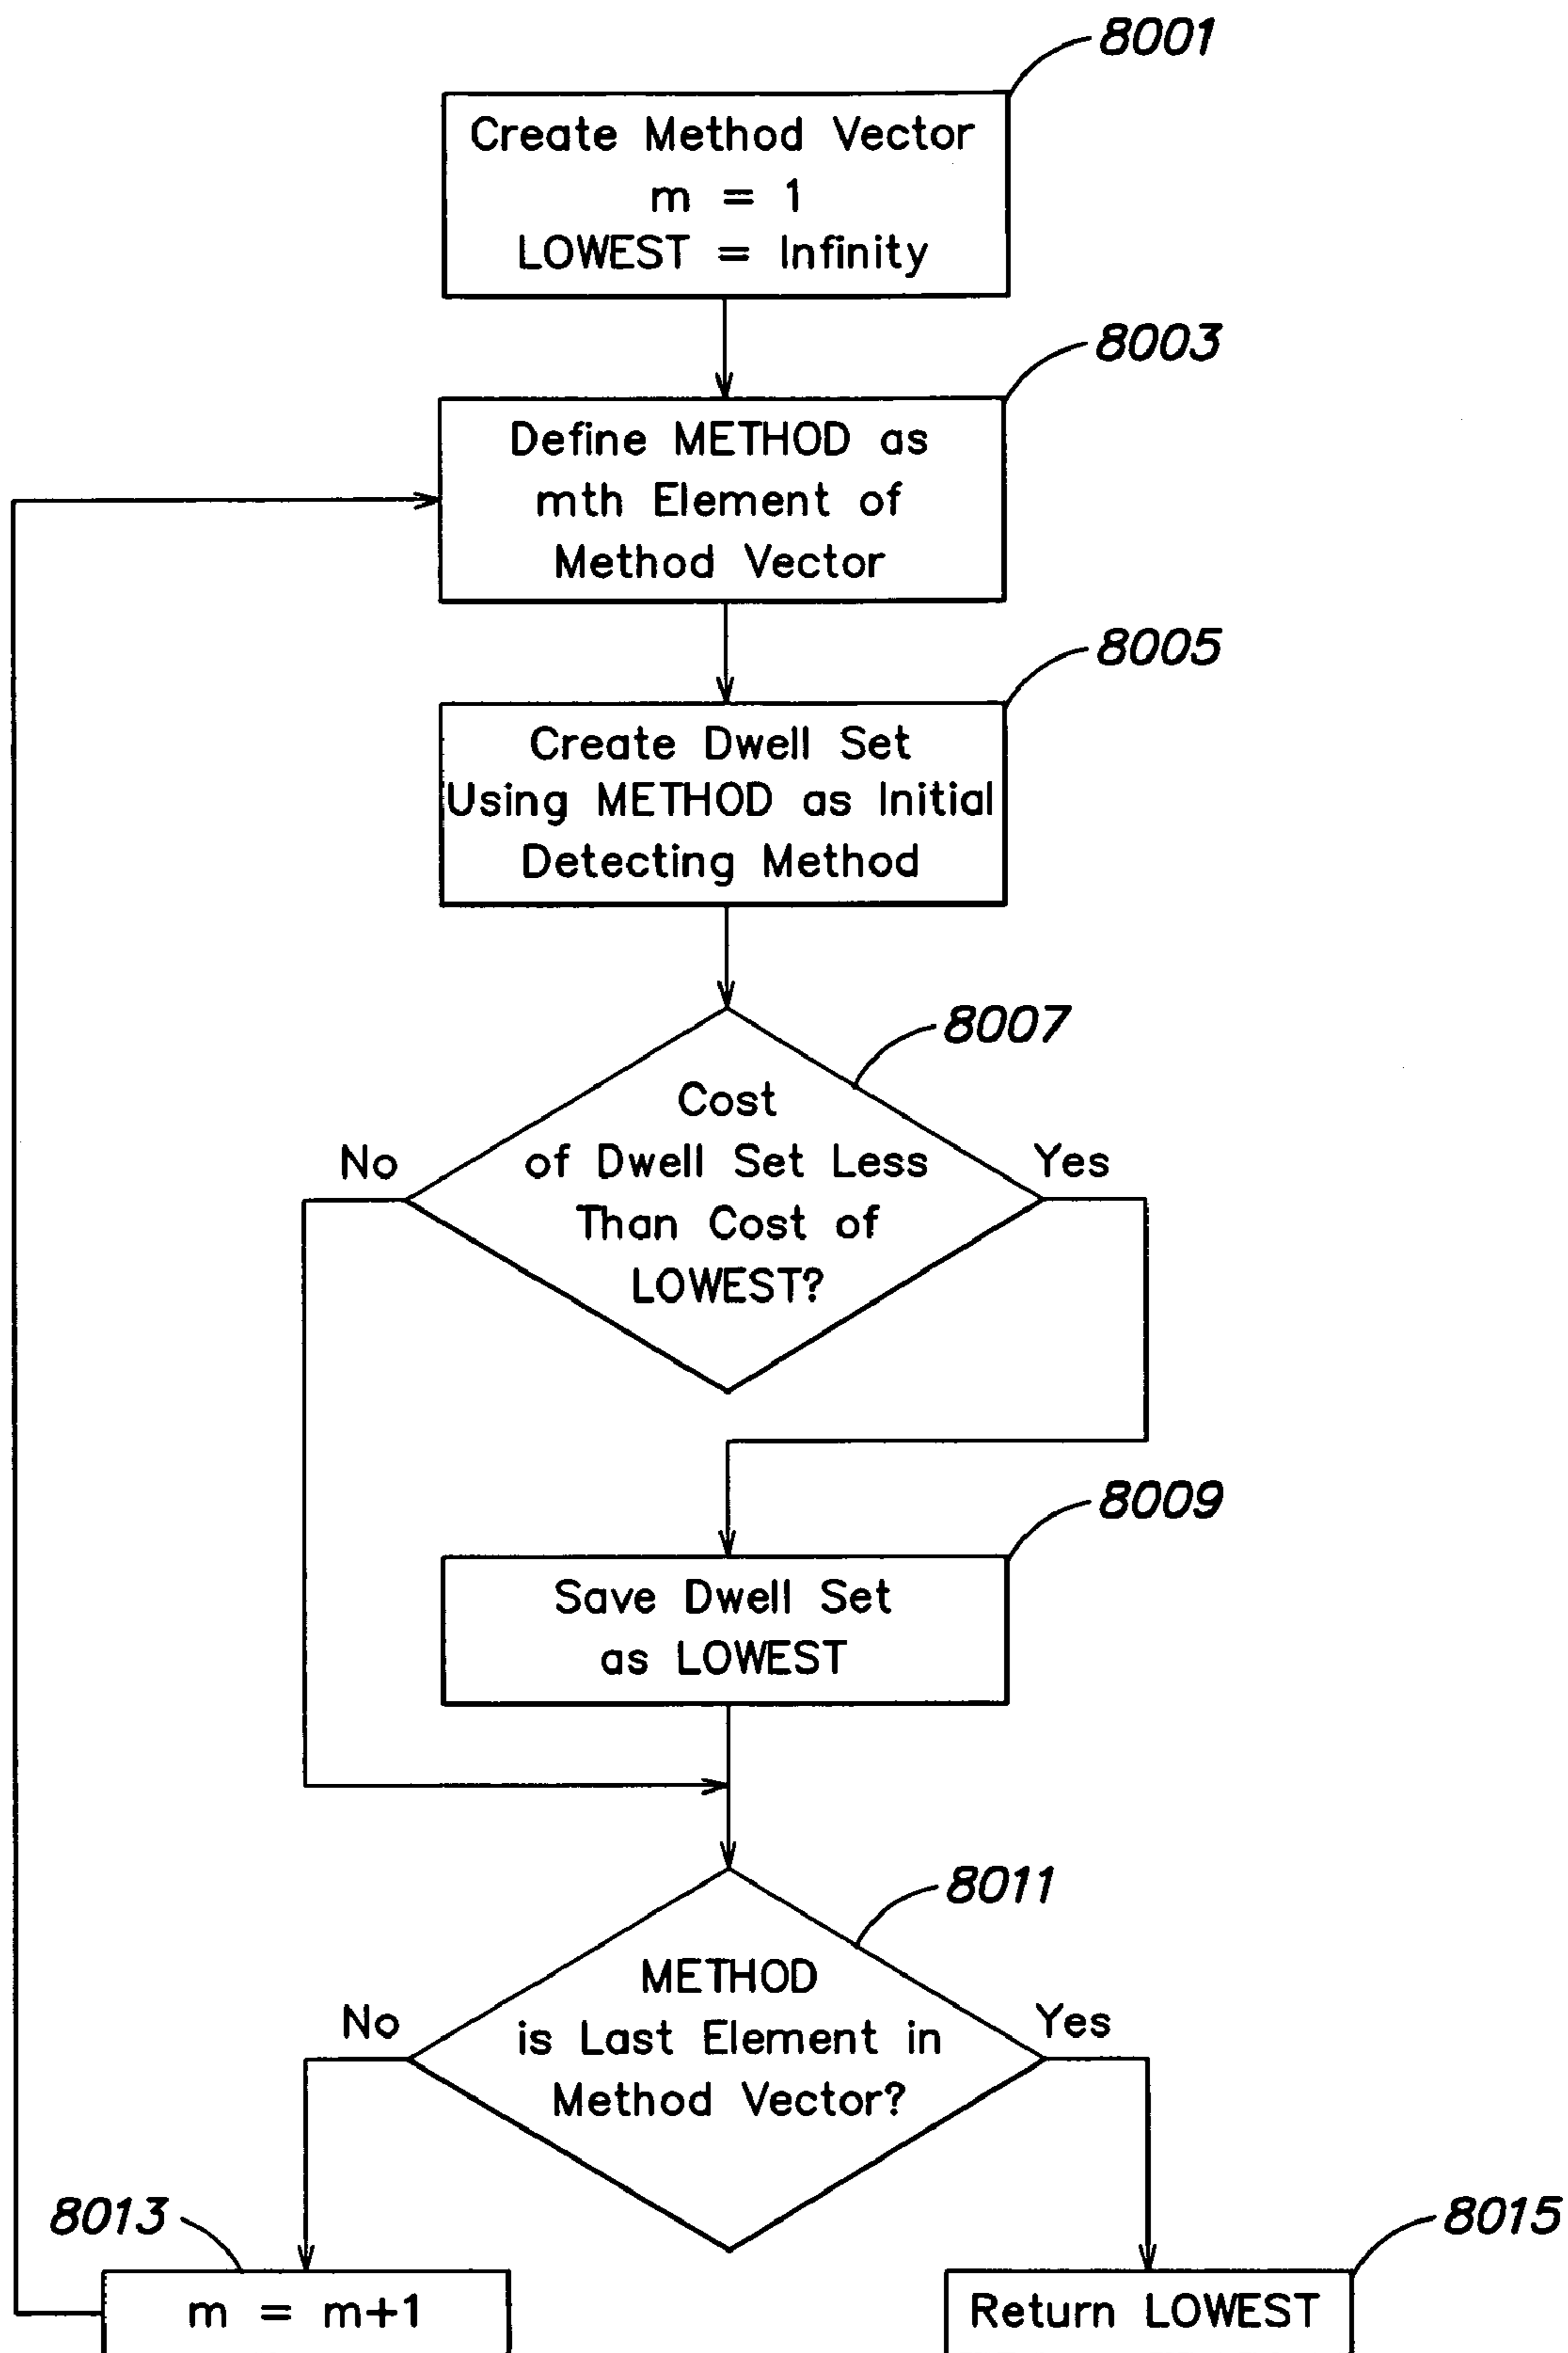 8001
Create Method Vector
m = 1
LOWEST = Infinity
8003
Define METHOD as
mth Element of
Method Vector
8005
Create Dwell Set
Using METHOD as Initial
Detecting Method
8007
Cost
of Dwell Set Less
Than Cost of
LOWEST?
No
Yes
8009
Save Dwell Set
as LOWEST
8011
METHOD
is Last Element in
Method Vector?
No
Yes
8013
m = m+1
8015
Return LOWEST